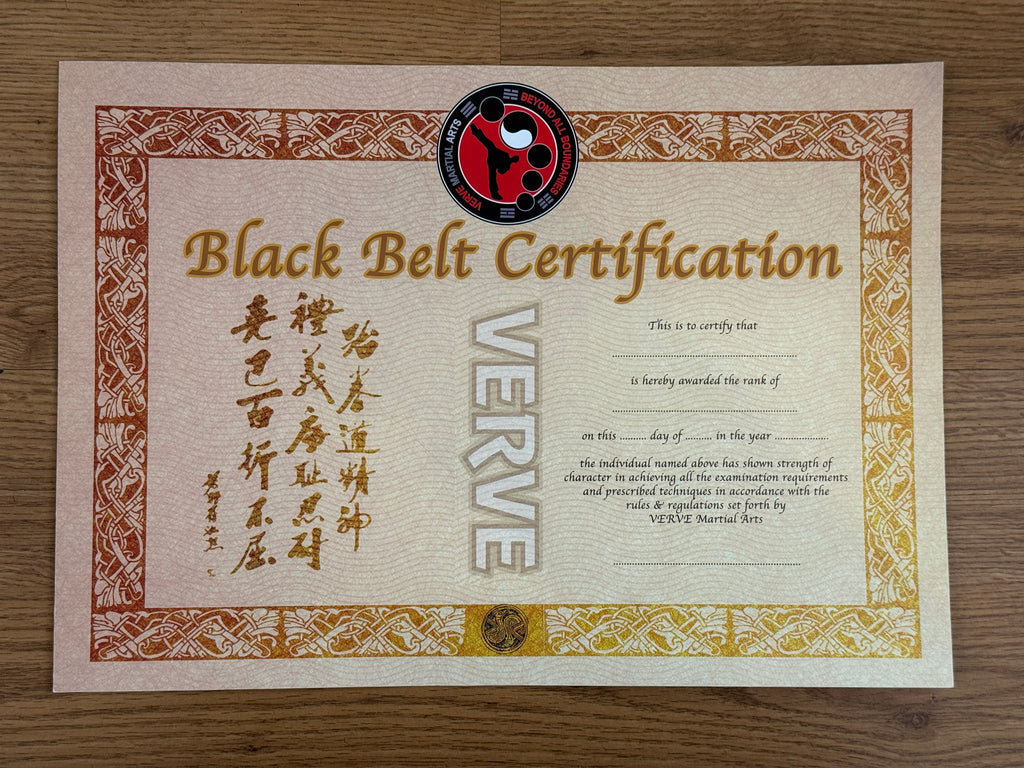 VERVE MARTIAL ARTS
BEYOND ALL BOUNDARIES
Black Belt Certification
跆拳道精神
禮義廉耻忍耐
克己百折不屈
VERVE
This is to certify that
is hereby awarded the rank of
on this .......... day of .......... in the year ....................
the individual named above has shown strength of
character in achieving all the examination requirements
and prescribed techniques in accordance with the
rules & regulations set forth by
VERVE Martial Arts